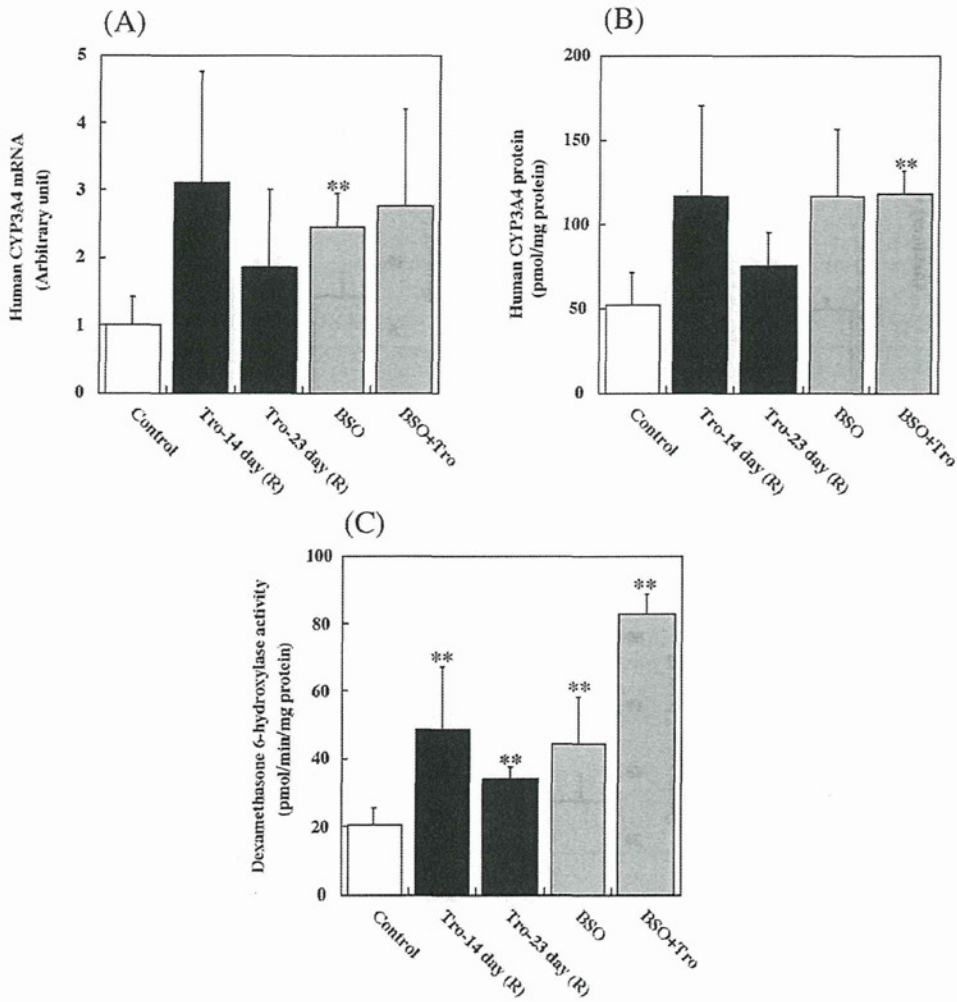 (A)
Human CYP3A4 mRNA
(Arbitrary unit)
5
4
3
2
1
0
**
Control
Tro-14 day (R)
Tro-23 day (R)
BSO
BSO+Tro
(B)
Human CYP3A4 protein
(pmol/mg protein)
200
150
100
50
0
**
Control
Tro-14 day (R)
Tro-23 day (R)
BSO
BSO+Tro
(C)
Dexamethasone 6-hydroxylase activity
(pmol/min/mg protein)
100
80
60
40
20
0
**
**
**
**
Control
Tro-14 day (R)
Tro-23 day (R)
BSO
BSO+Tro